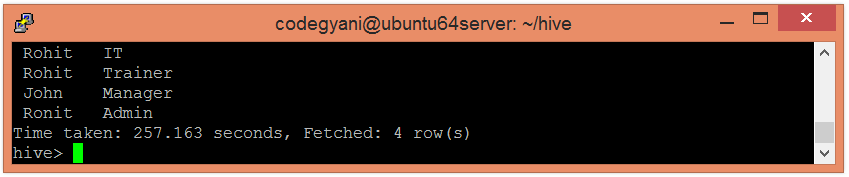 codegyani@ubuntu64server: ~/hive
Rohit IT
Rohit Trainer
John Manager
Ronit Admin
Time taken: 257.163 seconds, Fetched: 4 row(s)
hive>